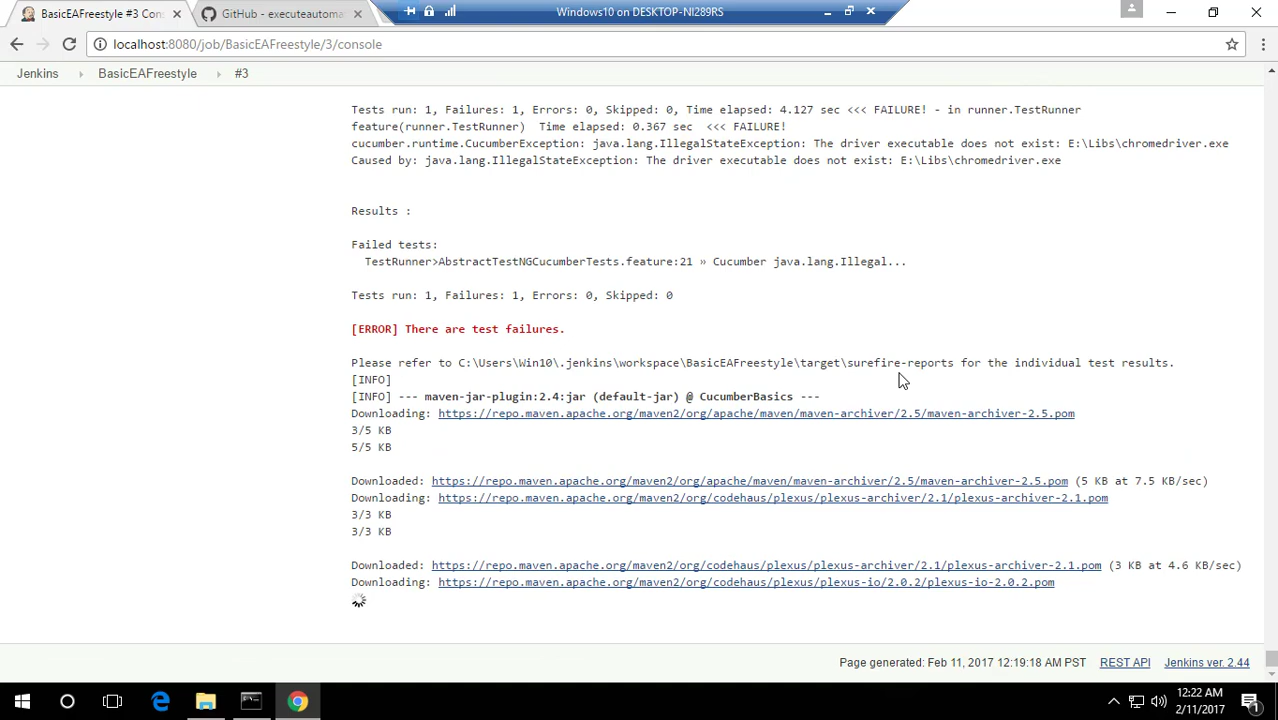 BasicEAFreestyle #3 Cons
GitHub - executeautomat
Windows10 on DESKTOP-NI289RS
localhost:8080/job/BasicEAFreestyle/3/console
Jenkins BasicEAFreestyle #3
Tests run: 1, Failures: 1, Errors: 0, Skipped: 0, Time elapsed: 4.127 sec <<< FAILURE! - in runner.TestRunner
feature(runner.TestRunner)  Time elapsed: 0.367 sec  <<< FAILURE!
cucumber.runtime.CucumberException: java.lang.IllegalStateException: The driver executable does not exist: E:\Libs\chromedriver.exe
Caused by: java.lang.IllegalStateException: The driver executable does not exist: E:\Libs\chromedriver.exe
Results :
Failed tests:
TestRunner>AbstractTestNGCucumberTests.feature:21 » Cucumber java.lang.Illegal...
Tests run: 1, Failures: 1, Errors: 0, Skipped: 0
[ERROR] There are test failures.
Please refer to C:\Users\Win10\.jenkins\workspace\BasicEAFreestyle\target\surefire-reports for the individual test results.
[INFO]
[INFO] --- maven-jar-plugin:2.4:jar (default-jar) @ CucumberBasics ---
Downloading: https://repo.maven.apache.org/maven2/org/apache/maven/maven-archiver/2.5/maven-archiver-2.5.pom
3/5 KB
5/5 KB
Downloaded: https://repo.maven.apache.org/maven2/org/apache/maven/maven-archiver/2.5/maven-archiver-2.5.pom (5 KB at 7.5 KB/sec)
Downloading: https://repo.maven.apache.org/maven2/org/codehaus/plexus/plexus-archiver/2.1/plexus-archiver-2.1.pom
3/3 KB
3/3 KB
Downloaded: https://repo.maven.apache.org/maven2/org/codehaus/plexus/plexus-archiver/2.1/plexus-archiver-2.1.pom (3 KB at 4.6 KB/sec)
Downloading: https://repo.maven.apache.org/maven2/org/codehaus/plexus/plexus-io/2.0.2/plexus-io-2.0.2.pom
Page generated: Feb 11, 2017 12:19:18 AM PST REST API Jenkins ver. 2.44
12:22 AM
2/11/2017
1